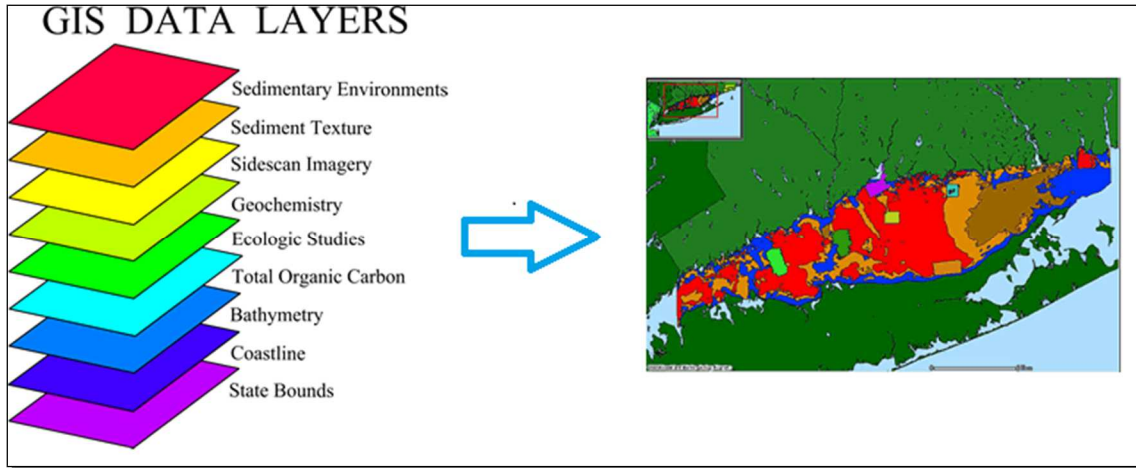 GIS DATA LAYERS
Sedimentary Environments
Sediment Texture
Sidescan Imagery
Geochemistry
Ecologic Studies
Total Organic Carbon
Bathymetry
Coastline
State Bounds